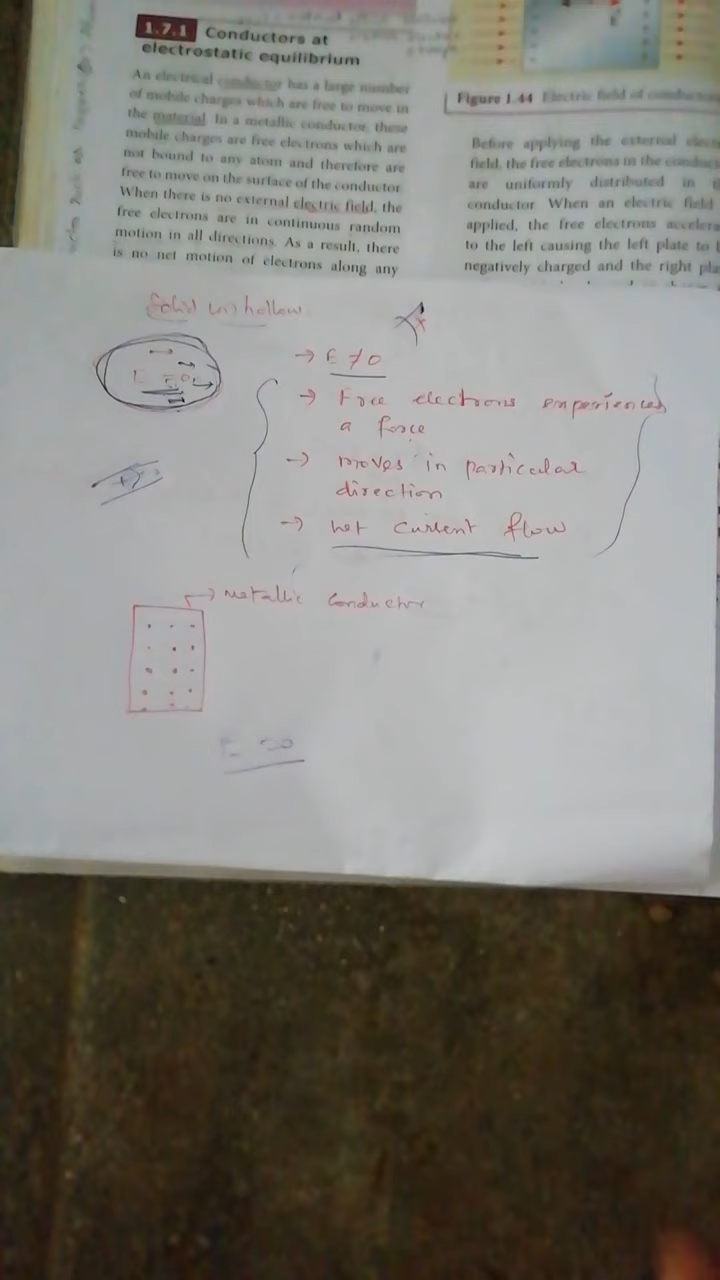 1.7.1 Conductors at
electrostatic equilibrium
An electrical conductor has a large number
of mobile charges which are free to move in
the material. In a metallic conductor, these
mobile charges are free electrons which are
not bound to any atom and therefore are
free to move on the surface of the conductor.
When there is no external electric field, the
free electrons are in continuous random
motion in all directions. As a result, there
is no net motion of electrons along any
Figure 1.44 Electric field of
Before applying the external
field, the free electrons in the
are uniformly distributed in
conductor. When an electric field
applied, the free electrons
to the left causing the left plate to
negatively charged and the right
Solid (or) hollow
→ E ≠ 0
→ Free electrons experiences
a force
→ moves in particular
direction
→ net current flow
→ metallic conductor
E = 0